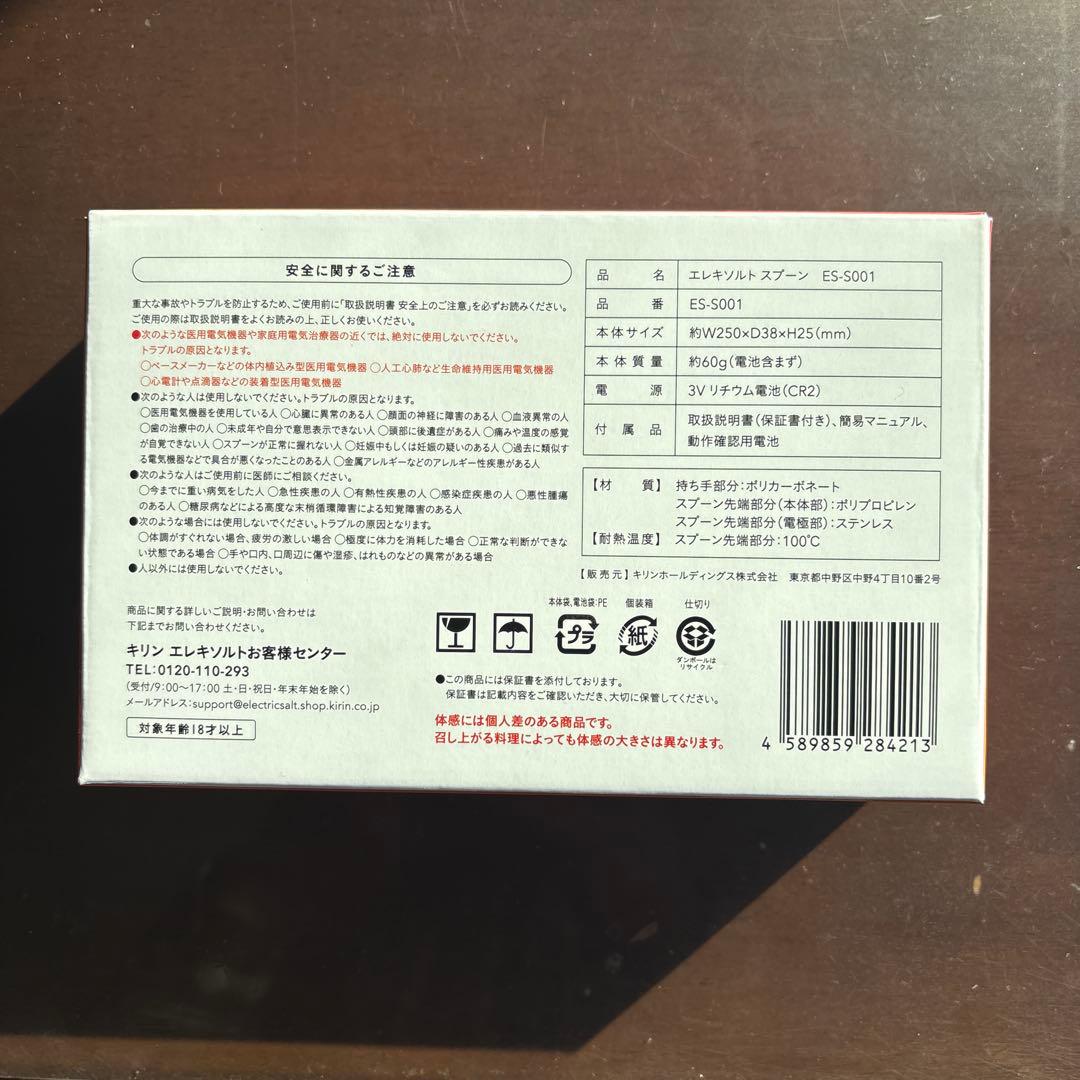 安全に関するご注意
重大な事故やトラブルを防止するため、ご使用前に「取扱説明書 安全上のご注意」を必ずお読みください。
ご使用の際は取扱説明書をよくお読みの上、正しくお使いください。
●次のような医用電気機器や家庭用電気治療器の近くでは、絶対に使用しないでください。
トラブルの原因となります。
○ペースメーカーなどの体内植込み型医用電気機器 ○人工心肺など生命維持用医用電気機器
○心電計や点滴器などの装着型医用電気機器
●次のような人は使用しないでください。トラブルの原因となります。
○医用電気機器を使用している人 ○心臓に異常のある人 ○顔面の神経に障害のある人 ○血液異常の人
○歯の治療中の人 ○未成年や自分で意思表示できない人 ○頭部に後遺症がある人 ○痛みや温度の感覚
が自覚できない人 ○スプーンが正常に握れない人 ○妊娠中もしくは妊娠の疑いのある人 ○過去に類似す
る電気機器などで具合が悪くなったことのある人 ○金属アレルギーなどのアレルギー性疾患がある人
●次のような人はご使用前に医師にご相談ください。
○今までに重い病気をした人 ○急性疾患の人 ○有熱性疾患の人 ○感染症疾患の人 ○悪性腫瘍
のある人 ○糖尿病などによる高度な末梢循環障害による知覚障害のある人
●次のような場合には使用しないでください。トラブルの原因となります。
○体調がすぐれない場合、疲労の激しい場合 ○極度に体力を消耗した場合 ○正常な判断ができ
ない状態である場合 ○手や口内、口周辺に傷や湿疹、はれものなどの異常がある場合
●人以外には使用しないでください。
商品に関する詳しいご説明・お問い合わせは
下記までお問い合わせください。
キリン エレキソルトお客様センター
TEL:0120-110-293
(受付/9:00~17:00 土・日・祝日・年末年始を除く)
メールアドレス:support@electricsalt.shop.kirin.co.jp
対象年齢18才以上
品名 エレキソルト スプーン ES-S001
品番 ES-S001
本体サイズ 約W250×D38×H25(mm)
本体質量 約60g(電池含まず)
電源 3V リチウム電池(CR2)
付属品 取扱説明書(保証書付き)、簡易マニュアル、
動作確認用電池
【材質】 持ち手部分:ポリカーボネート
スプーン先端部分(本体部):ポリプロピレン
スプーン先端部分(電極部):ステンレス
【耐熱温度】 スプーン先端部分:100℃
【販売元】キリンホールディングス株式会社 東京都中野区中野4丁目10番2号
本体袋、電池袋:PE 個装箱 仕切り
プラ 紙
ダンボールは
リサイクル
●この商品には保証書を添付しております。
保証書は記載内容をご確認いただき、大切に保管してください。
体感には個人差のある商品です。
召し上がる料理によっても体感の大きさは異なります。
4 589859 284213